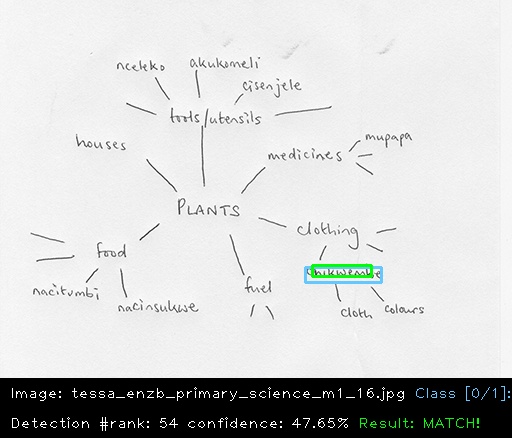 nceleko
akukomeli
cisenjele
tools/utensils
houses
medicines
mupapa
PLANTS
clothing
food
chikwembe
nacitumbi
nacinsukwe
fuel
cloth
colours
Image: tessa_enzb_primary_science_m1_16.jpg Class [0/1]:
Detection #rank: 54 confidence: 47.65% Result: MATCH!